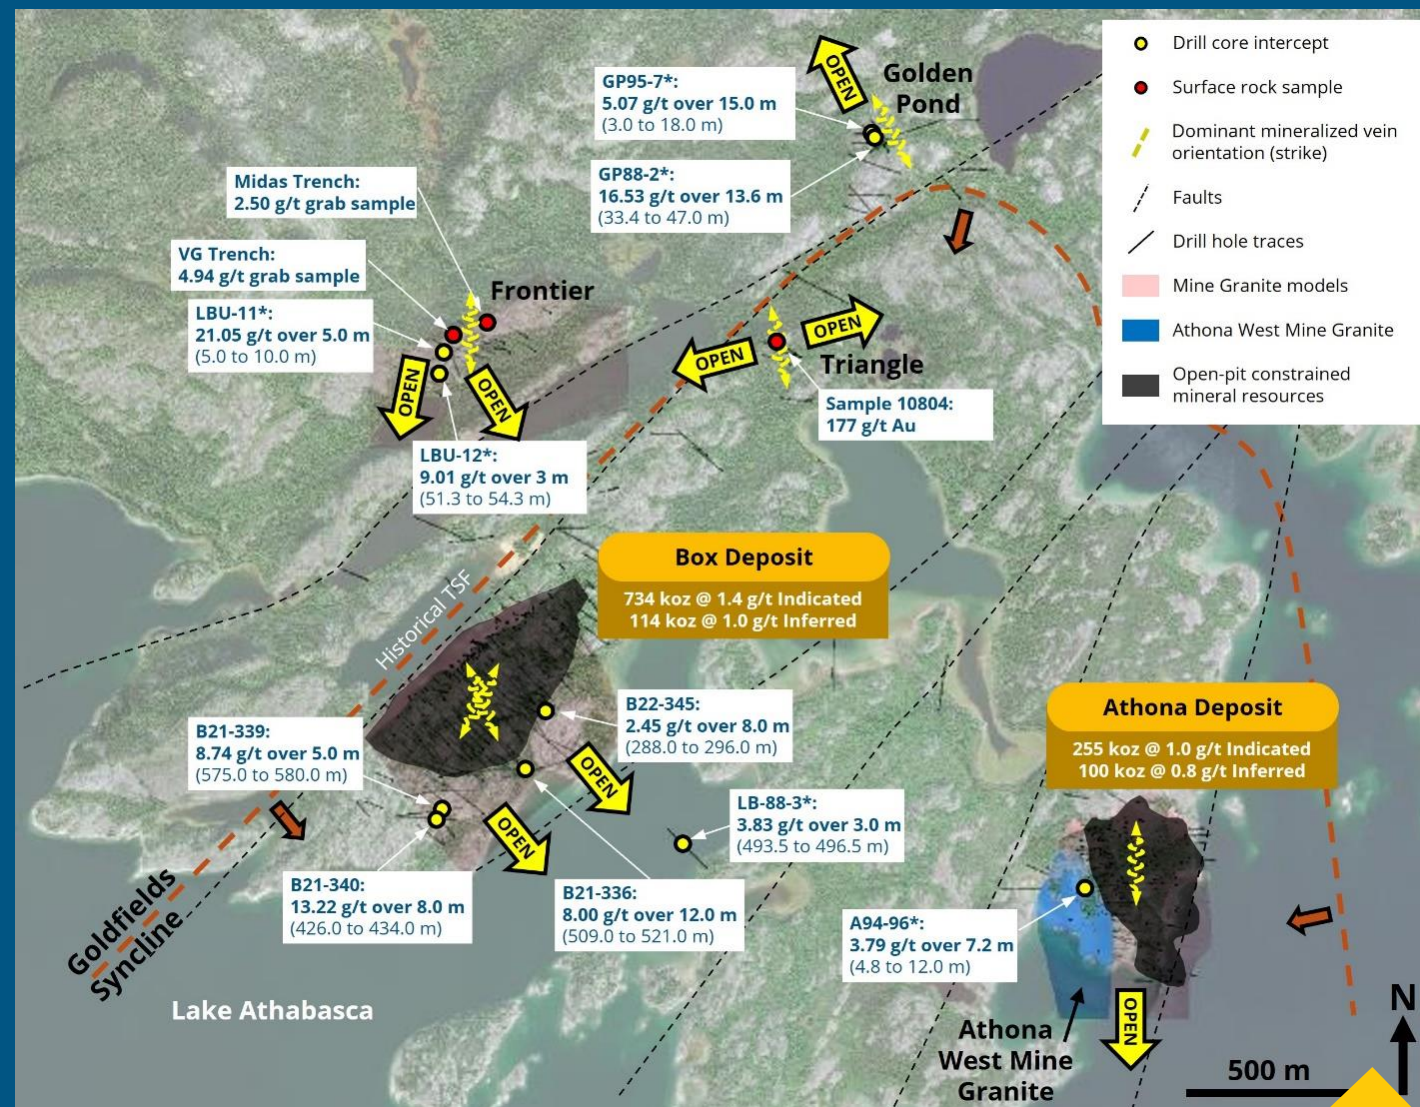 Drill core intercept
Surface rock sample
Dominant mineralized vein
orientation (strike)
Faults
Drill hole traces
Mine Granite models
Athona West Mine Granite
Open-pit constrained
mineral resources
OPEN
Golden
Pond
GP95-7*:
5.07 g/t over 15.0 m
(3.0 to 18.0 m)
GP88-2*:
16.53 g/t over 13.6 m
(33.4 to 47.0 m)
Midas Trench:
2.50 g/t grab sample
VG Trench:
4.94 g/t grab sample
LBU-11*:
21.05 g/t over 5.0 m
(5.0 to 10.0 m)
Frontier
OPEN
OPEN
LBU-12*:
9.01 g/t over 3 m
(51.3 to 54.3 m)
OPEN
OPEN
Triangle
Sample 10804:
177 g/t Au
Box Deposit
734 koz @ 1.4 g/t Indicated
114 koz @ 1.0 g/t Inferred
Historical TSF
B21-339:
8.74 g/t over 5.0 m
(575.0 to 580.0 m)
B22-345:
2.45 g/t over 8.0 m
(288.0 to 296.0 m)
OPEN
OPEN
LB-88-3*:
3.83 g/t over 3.0 m
(493.5 to 496.5 m)
B21-340:
13.22 g/t over 8.0 m
(426.0 to 434.0 m)
B21-336:
8.00 g/t over 12.0 m
(509.0 to 521.0 m)
Athona Deposit
255 koz @ 1.0 g/t Indicated
100 koz @ 0.8 g/t Inferred
A94-96*:
3.79 g/t over 7.2 m
(4.8 to 12.0 m)
OPEN
Athona
West Mine
Granite
Goldfields
Syncline
Lake Athabasca
N
500 m